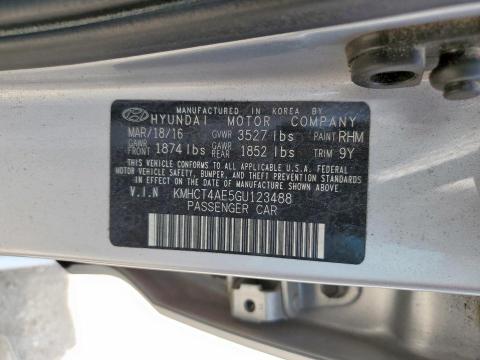 MANUFACTURED IN KOREA BY
HYUNDAI MOTOR COMPANY
MAR/18/16 GVWR 3527 lbs PAINT RHM
GAWR FRONT 1874 lbs GAWR REAR 1852 lbs TRIM 9Y
THIS VEHICLE CONFORMS TO ALL APPLICABLE U.S.A. FEDERAL
MOTOR VEHICLE SAFETY, BUMPER, AND THEFT PREVENTION
STANDARDS IN EFFECT ON THE DATE OF MANUFACTURE SHOWN ABOVE.
V.I.N KMHCT4AE5GU123488
PASSENGER CAR